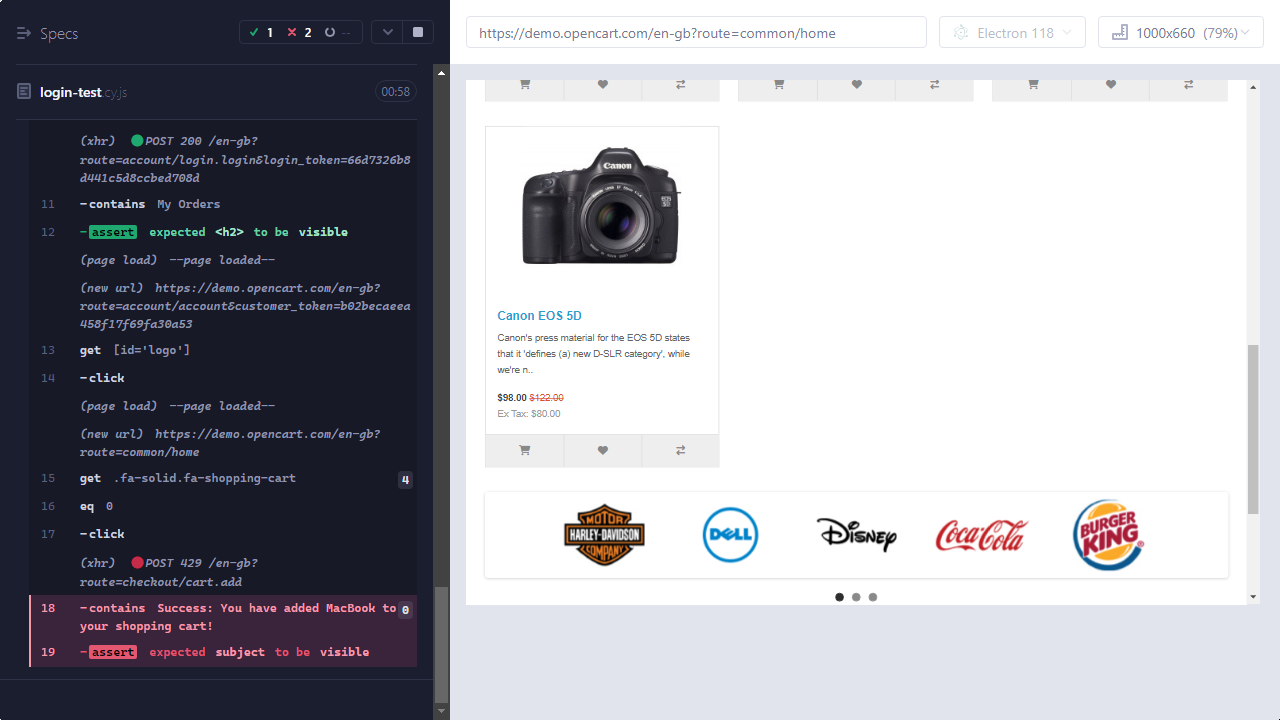 Specs
1
2
--
login-test.cy.js
00:58
(xhr) POST 200 /en-gb?
route=account/login.login&login_token=66d7326b8
d441c5d8ccbed708d
11 -contains My Orders
12 -assert expected <h2> to be visible
(page load) --page loaded--
(new url) https://demo.opencart.com/en-gb?
route=account/account&customer_token=b02becaeea
458f17f69fa30a53
13 get [id='logo']
14 -click
(page load) --page loaded--
(new url) https://demo.opencart.com/en-gb?
route=common/home
15 get .fa-solid.fa-shopping-cart 4
16 eq 0
17 -click
(xhr) POST 429 /en-gb?
route=checkout/cart.add
18 -contains Success: You have added MacBook to 0
your shopping cart!
19 -assert expected subject to be visible
https://demo.opencart.com/en-gb?route=common/home
Electron 118
1000x660 (79%)
Canon
Canon EOS 5D
Canon's press material for the EOS 5D states
that it 'defines (a) new D-SLR category', while
we're n..
$98.00 $122.00
Ex Tax: $80.00
MOTOR
HARLEY-DAVIDSON
COMPANY
DELL
Disney
Coca-Cola
BURGER
KING